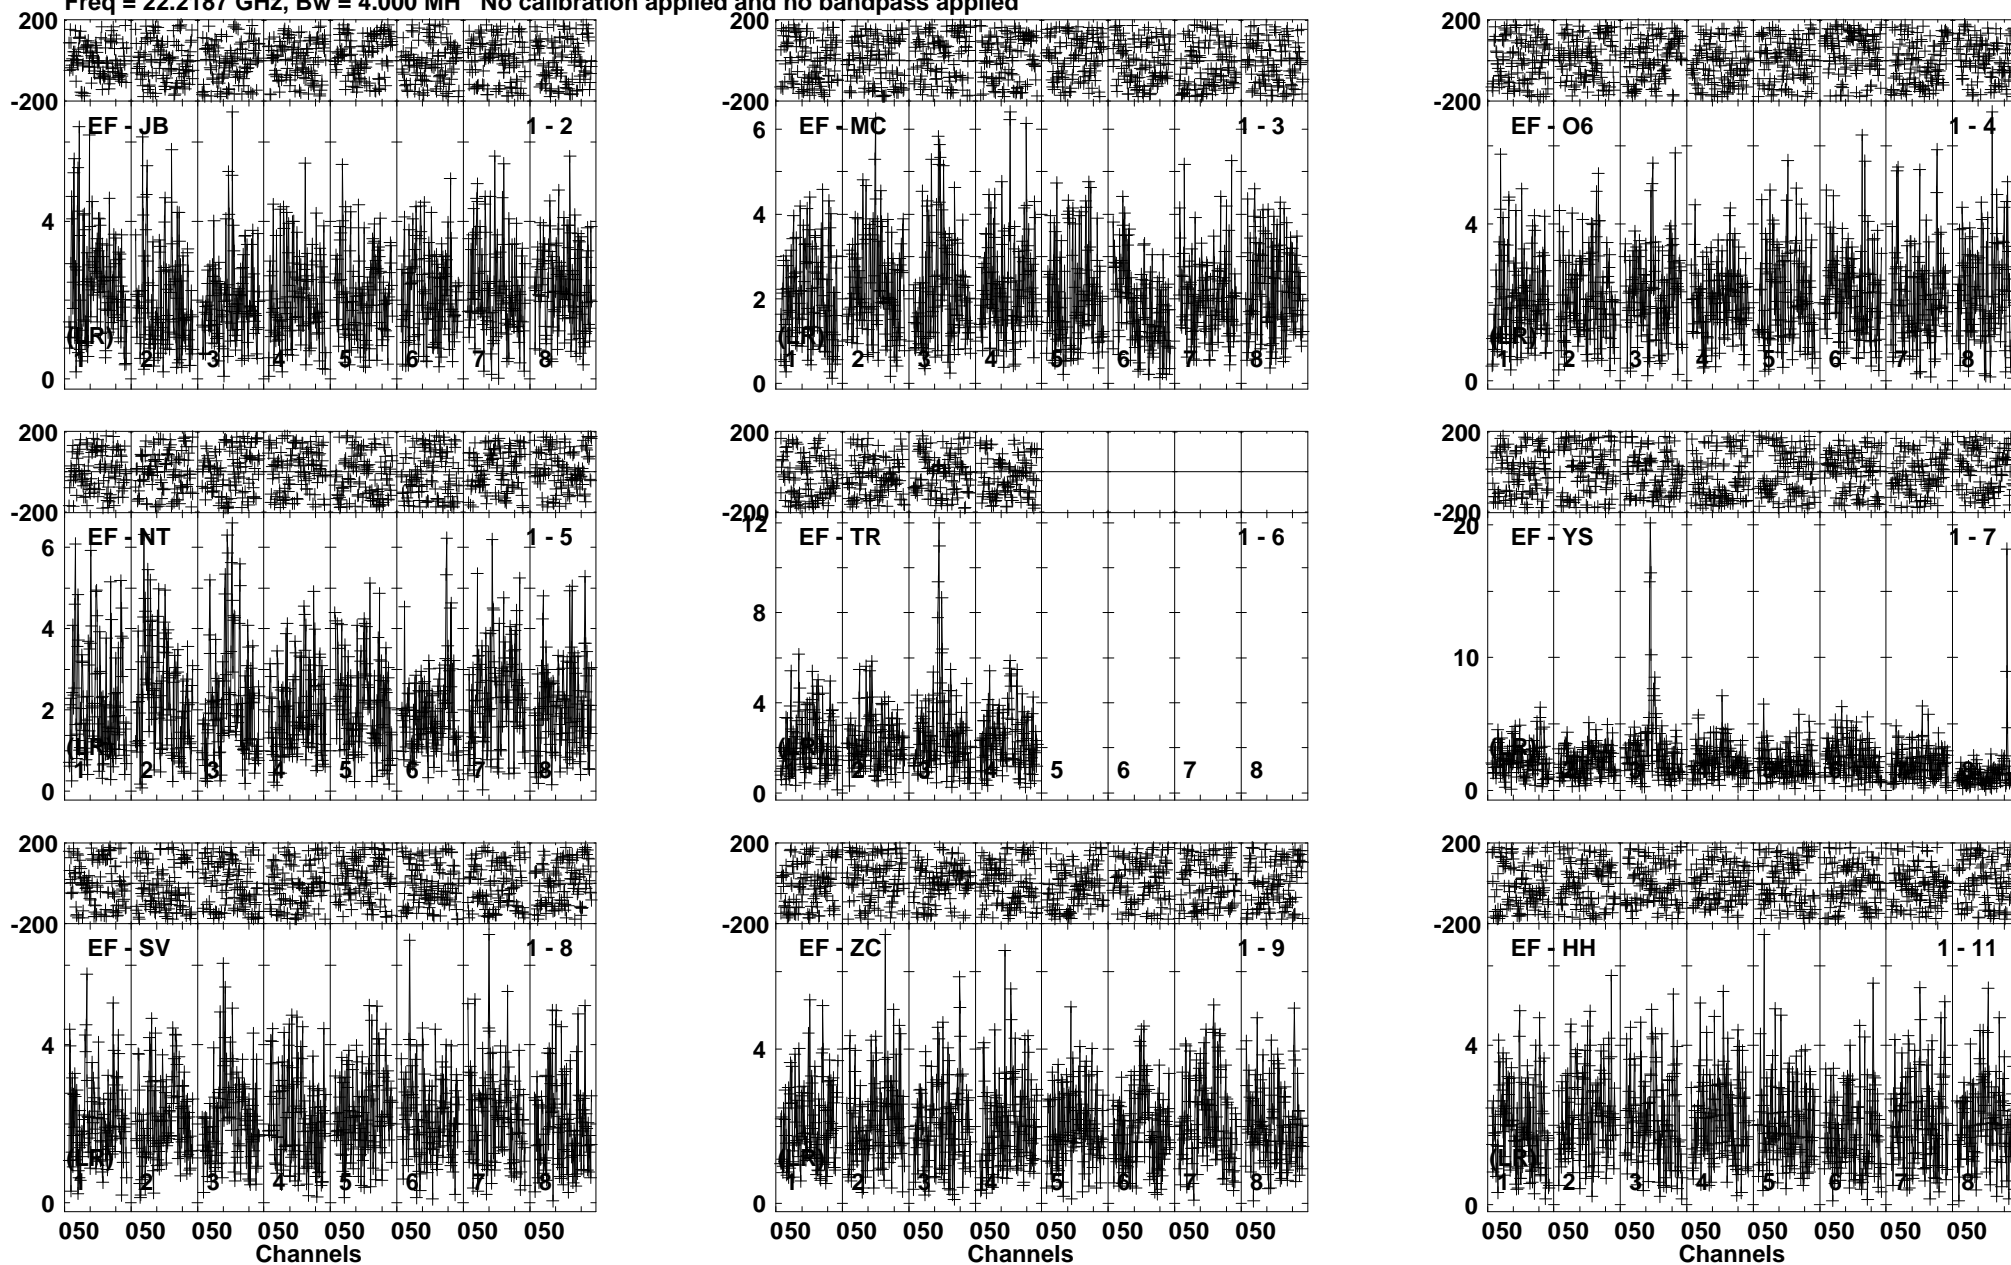 Freq = 22.2187 GHz, Bw = 4.000 MH No calibration applied and no bandpass applied
200 200 200
-200 -200 -200
EF - JB 1 - 2 EF - MC 1 - 3 EF - O6 1 - 4
6
4 4 4
2
(LR) (LR) (LR)
1 2 3 4 5 6 7 8 1 2 3 4 5 6 7 8 1 2 3 4 5 6 7 8
0 0 0
200 200 200
-200 -200 -200
12 20
EF - NT 1 - 5 EF - TR 1 - 6 EF - YS 1 - 7
6
8
4 10
2 4
(LR) (LR) (LR)
1 2 3 4 5 6 7 8 1 2 3 4 5 6 7 8
0 0 0
200 200 200
-200 -200 -200
EF - SV 1 - 8 EF - ZC 1 - 9 EF - HH 1 - 11
4 4 4
(LR) (LR) (LR)
1 2 3 4 5 6 7 8 1 2 3 4 5 6 7 8 1 2 3 4 5 6 7 8
0 0 0
050 050 050 050 050 050 050 050 050 050 050 050 050 050 050 050 050 050 050 050 050 050 050 050
Channels Channels Channels